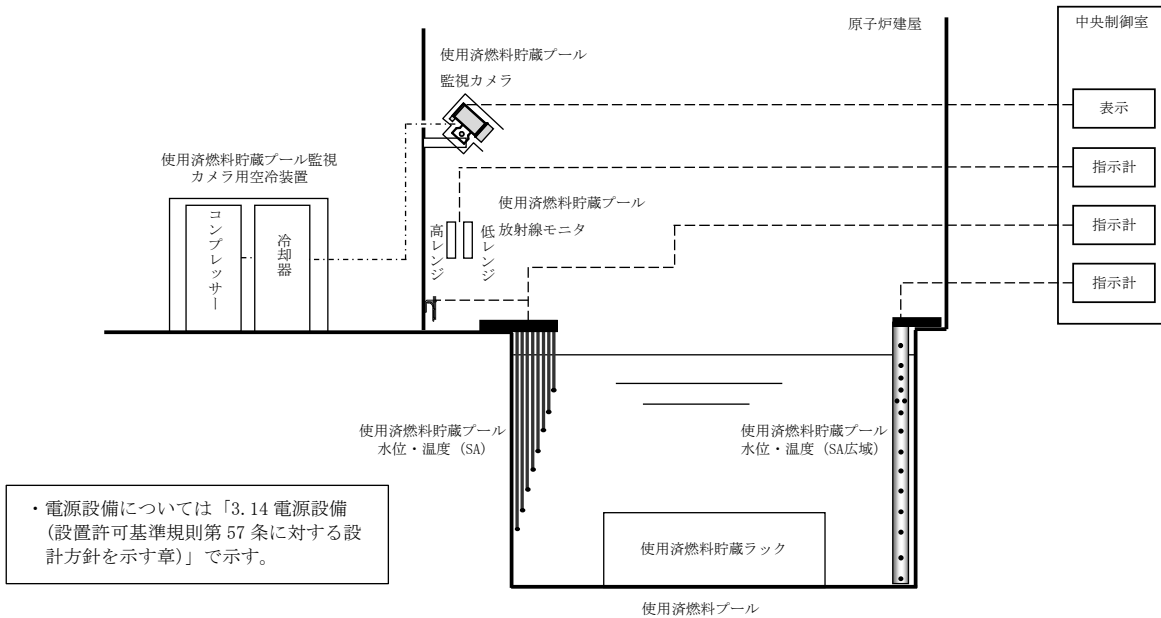 原子炉建屋
中央制御室
使用済燃料貯蔵プール
監視カメラ
表示
使用済燃料貯蔵プール監視
カメラ用空冷装置
指示計
コンプレッサー
冷却器
高レンジ
低レンジ
使用済燃料貯蔵プール
放射線モニタ
指示計
指示計
使用済燃料貯蔵プール
水位・温度 (SA)
使用済燃料貯蔵プール
水位・温度 (SA広域)
・電源設備については「3.14 電源設備
(設置許可基準規則第 57 条に対する設
計方針を示す章)」で示す。
使用済燃料貯蔵ラック
使用済燃料プール